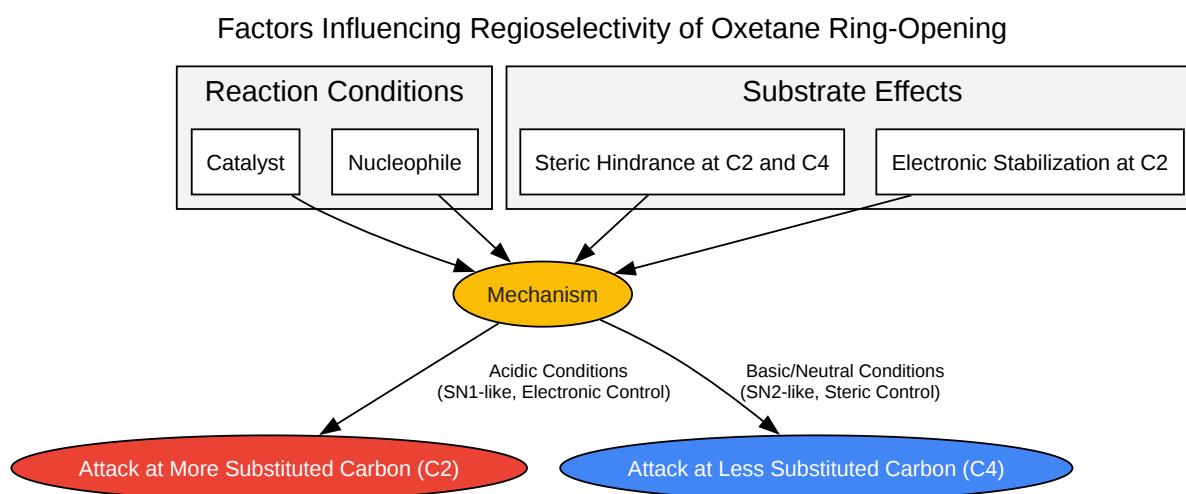 Factors Influencing Regioselectivity of Oxetane Ring-Opening
Reaction Conditions
Substrate Effects
Catalyst
Nucleophile
Steric Hindrance at C2 and C4
Electronic Stabilization at C2
Mechanism
Acidic Conditions
(SN1-like, Electronic Control)
Basic/Neutral Conditions
(SN2-like, Steric Control)
Attack at More Substituted Carbon (C2)
Attack at Less Substituted Carbon (C4)